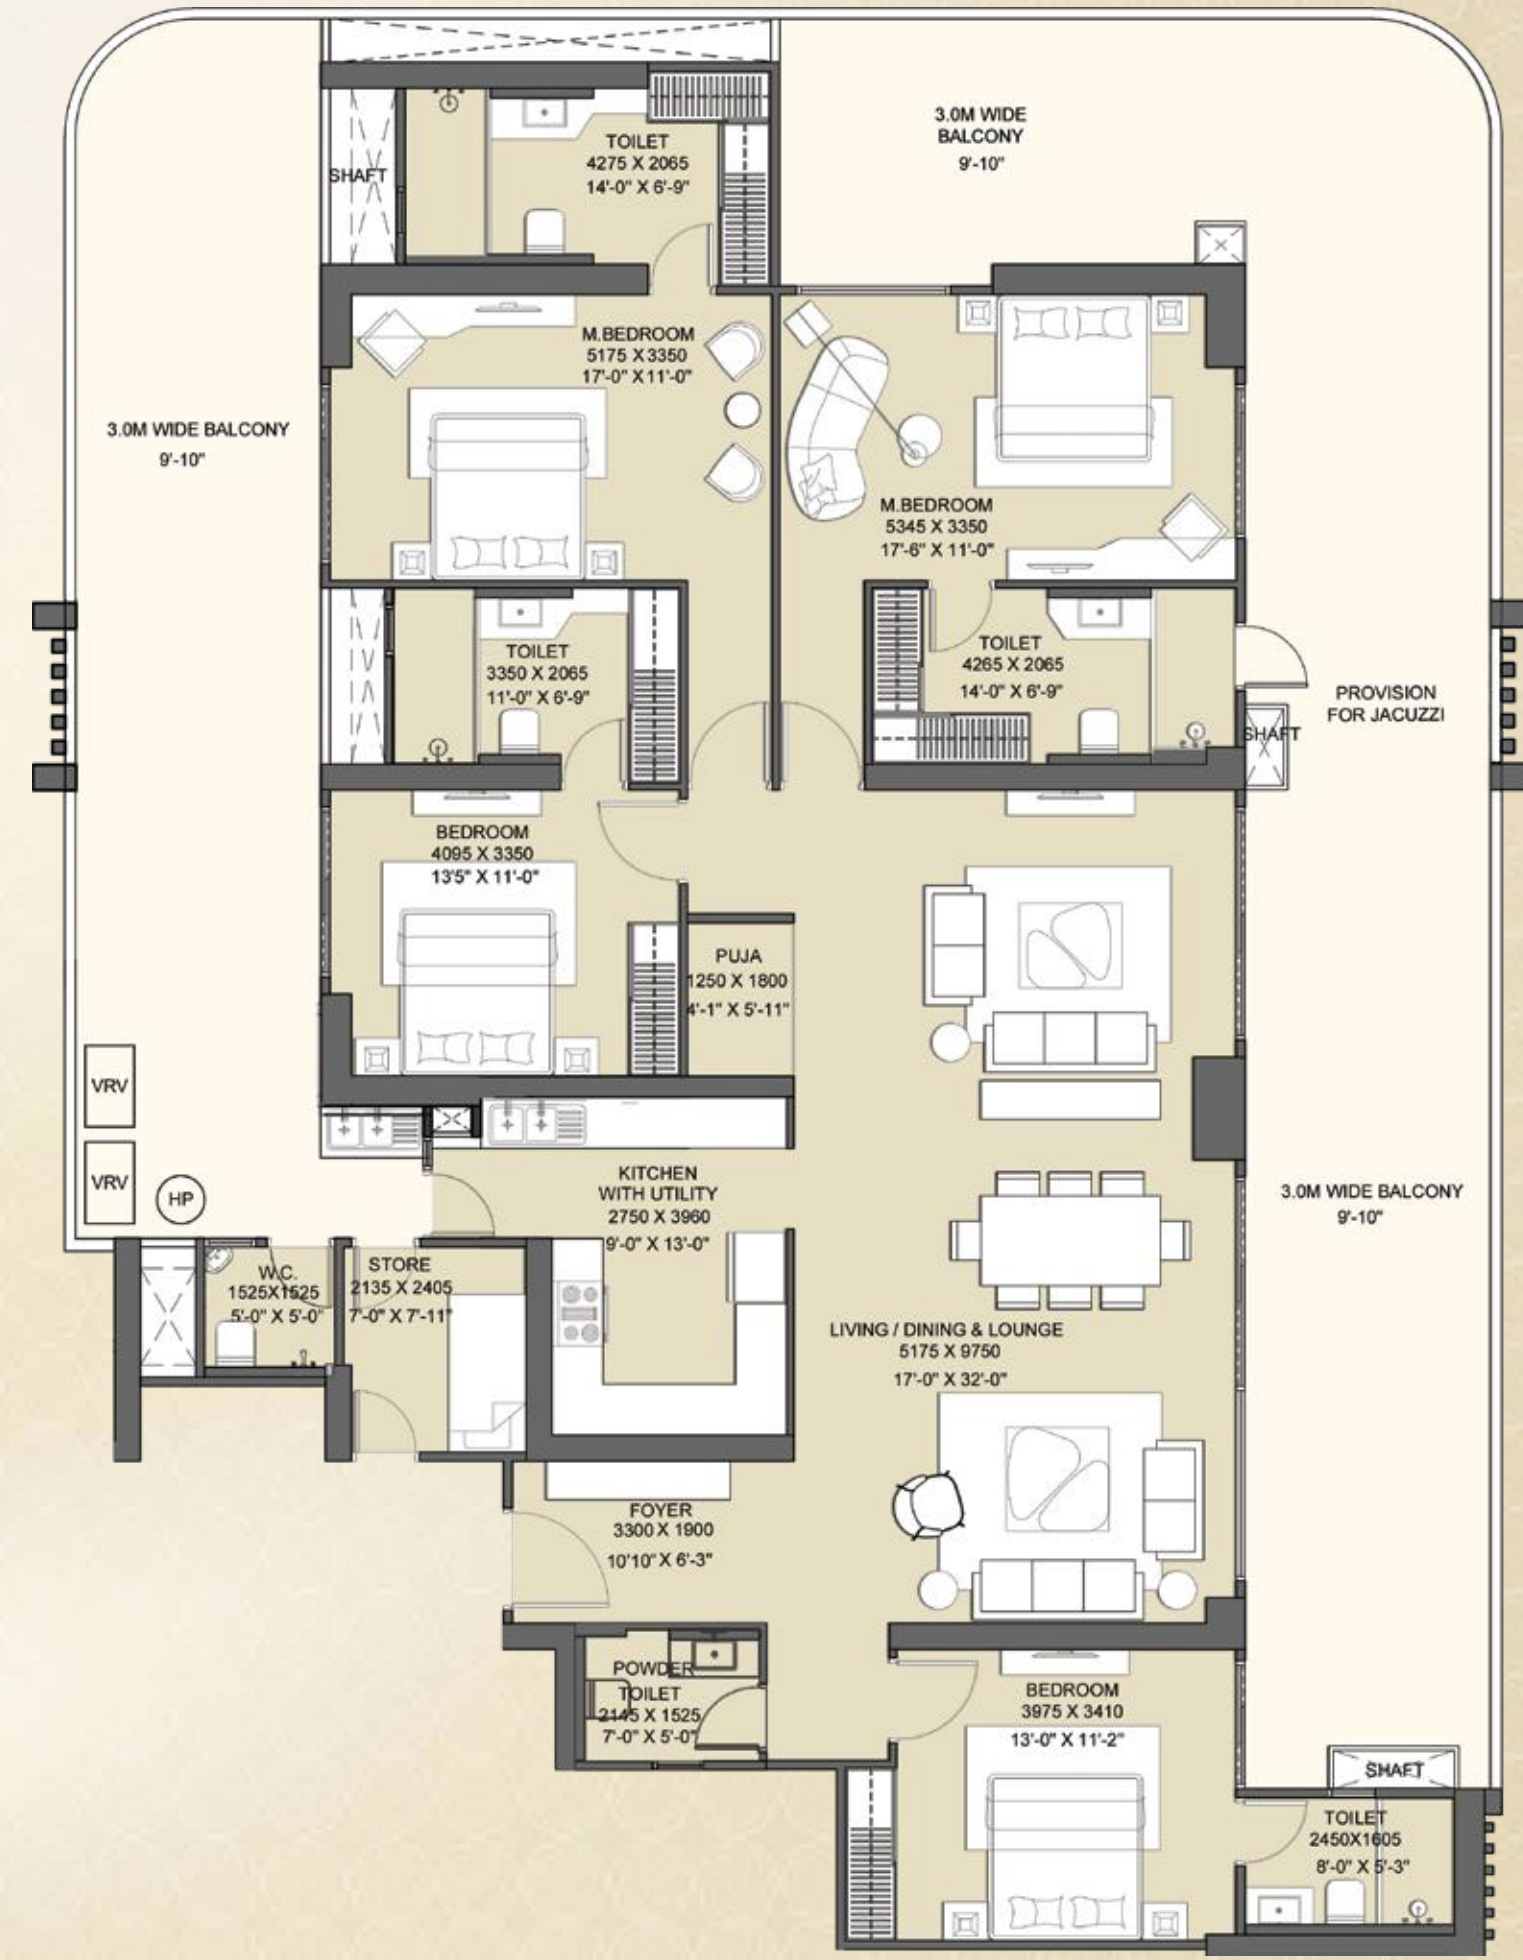 3.0M WIDE
BALCONY
9'-10"
TOILET
4275 X 2065
14'-0" X 6'-9"
SHAFT
M.BEDROOM
5175 X 3350
17'-0" X 11'-0"
3.0M WIDE BALCONY
9'-10"
M.BEDROOM
5345 X 3350
17'-6" X 11'-0"
TOILET
3350 X 2065
11'-0" X 6'-9"
TOILET
4265 X 2065
14'-0" X 6'-9"
PROVISION
FOR JACUZZI
SHAFT
BEDROOM
4095 X 3350
13'5" X 11'-0"
PUJA
1250 X 1800
4'-1" X 5'-11"
VRV
VRV
HP
KITCHEN
WITH UTILITY
2750 X 3960
9'-0" X 13'-0"
3.0M WIDE BALCONY
9'-10"
W.C.
1525X1525
5'-0" X 5'-0"
STORE
2135 X 2405
7'-0" X 7'-11"
LIVING / DINING & LOUNGE
5175 X 9750
17'-0" X 32'-0"
FOYER
3300 X 1900
10'10" X 6'-3"
POWDER
TOILET
2145 X 1525
7'-0" X 5'-0"
BEDROOM
3975 X 3410
13'-0" X 11'-2"
SHAFT
TOILET
2450X1605
8'-0" X 5'-3"